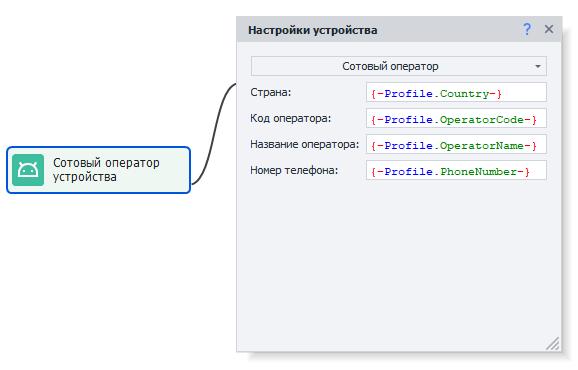 Настройки устройства
?
Сотовый оператор
Страна: {-Profile.Country-}
Код оператора: {-Profile.OperatorCode-}
Название оператора: {-Profile.OperatorName-}
Номер телефона: {-Profile.PhoneNumber-}
Сотовый оператор
устройства